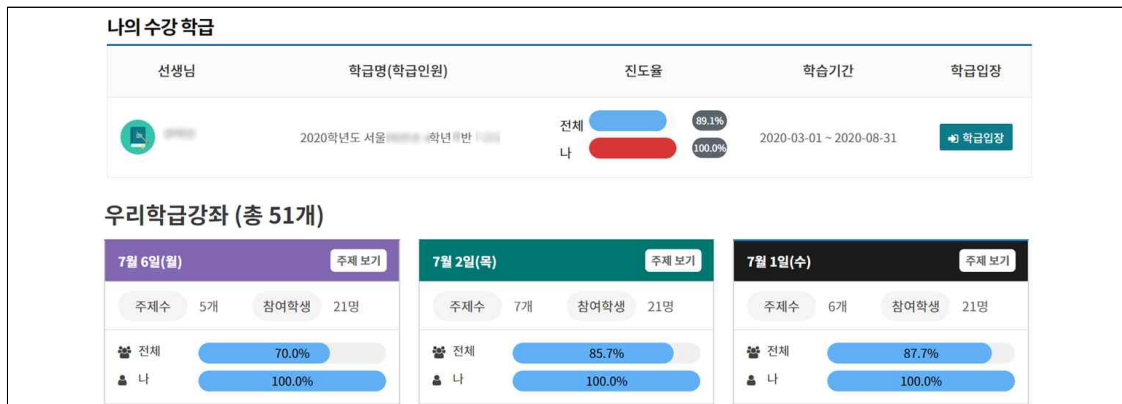 나의 수강 학급
선생님 학급명(학급인원) 진도율 학습기간 학급입장
전체 89.1%
2020학년도 서울 학년 반 2020-03-01 ~ 2020-08-31 학급입장
나 100.0%
우리학급강좌 (총 51개)
7월 6일(월) 주제 보기 7월 2일(목) 주제 보기 7월 1일(수) 주제 보기
주제수 5개 참여학생 21명 주제수 7개 참여학생 21명 주제수 6개 참여학생 21명
전체 70.0% 전체 85.7% 전체 87.7%
나 100.0% 나 100.0% 나 100.0%